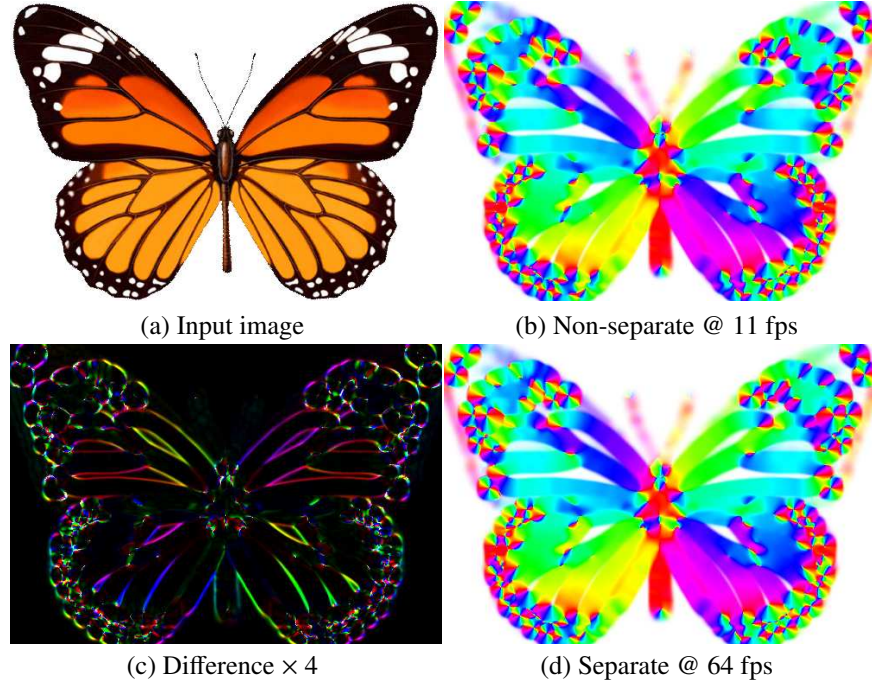 (a) Input image
(b) Non-separate @ 11 fps
(c) Difference × 4
(d) Separate @ 64 fps